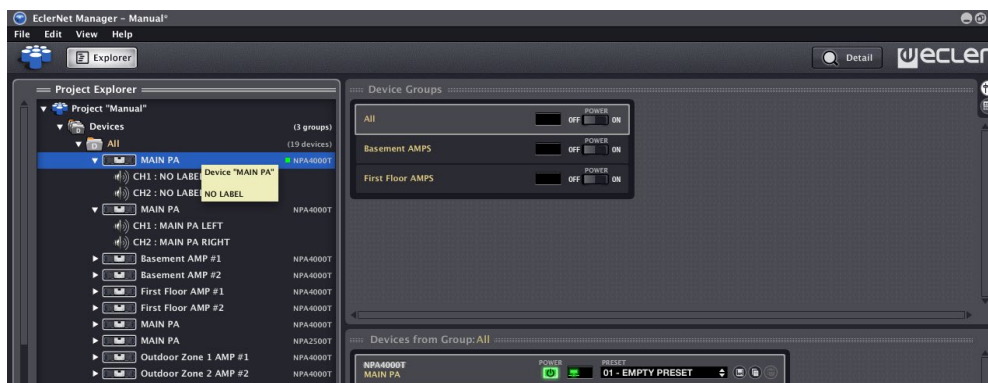 EclerNet Manager - Manual*
File Edit View Help
Explorer
Detail
ecler
Project Explorer
Project "Manual"
Devices (3 groups)
All (19 devices)
MAIN PA NPA4000T
CH1 : NO LABEL
CH2 : NO LABE
Device "MAIN PA"
NO LABEL
MAIN PA NPA4000T
CH1 : MAIN PA LEFT
CH2 : MAIN PA RIGHT
Basement AMP #1 NPA4000T
Basement AMP #2 NPA4000T
First Floor AMP #1 NPA4000T
First Floor AMP #2 NPA4000T
MAIN PA NPA4000T
MAIN PA NPA2500T
Outdoor Zone 1 AMP #1 NPA4000T
Outdoor Zone 2 AMP #2 NPA4000T
Device Groups
All POWER OFF ON
Basement AMPS POWER OFF ON
First Floor AMPS POWER OFF ON
Devices from Group:All
NPA4000T POWER PRESET
MAIN PA 01 - EMPTY PRESET